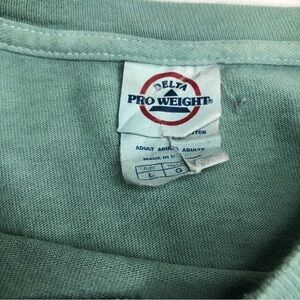 DELTA
PRO WEIGHT®
ADULT ADULTO ADULTE
MADE IN
L G